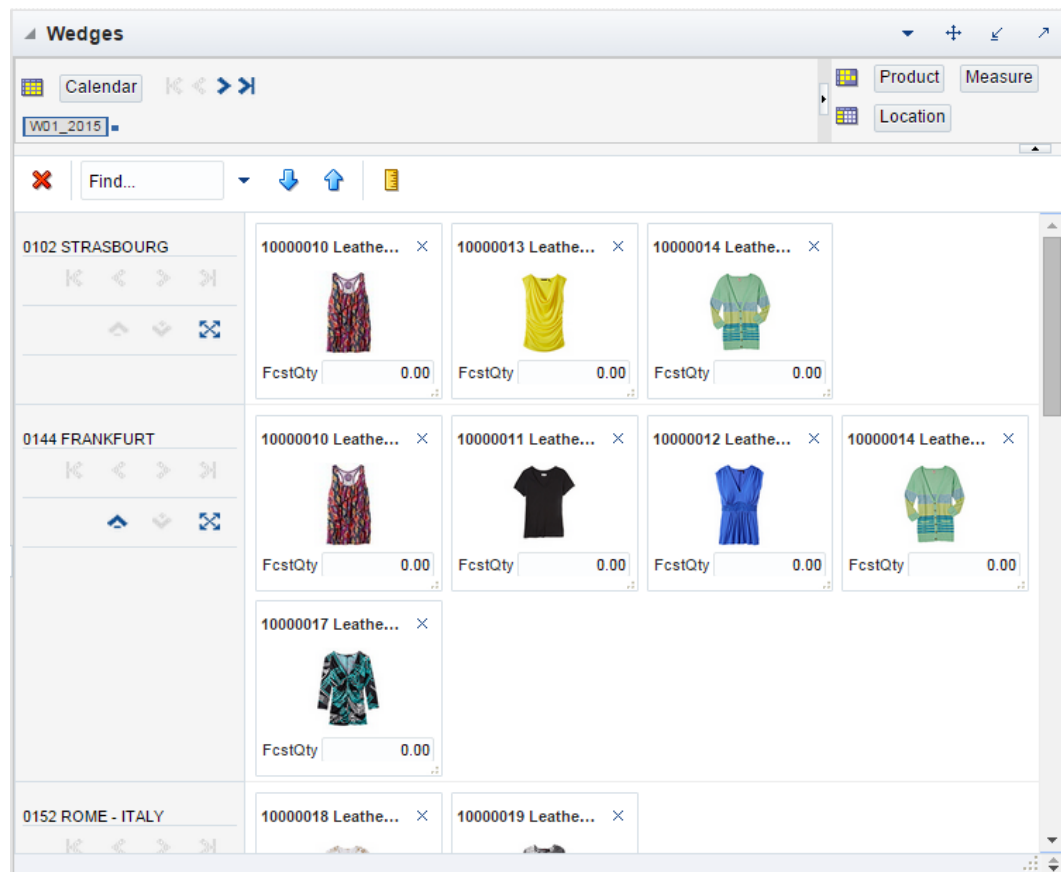 Wedges
Calendar
Product Measure
Location
W01_2015
Find...
0102 STRASBOURG
10000010 Leathe... 10000013 Leathe... 10000014 Leathe...
FcstQty 0.00 FcstQty 0.00 FcstQty 0.00
0144 FRANKFURT
10000010 Leathe... 10000011 Leathe... 10000012 Leathe... 10000014 Leathe...
FcstQty 0.00 FcstQty 0.00 FcstQty 0.00 FcstQty 0.00
10000017 Leathe...
FcstQty 0.00
0152 ROME - ITALY
10000018 Leathe... 10000019 Leathe...